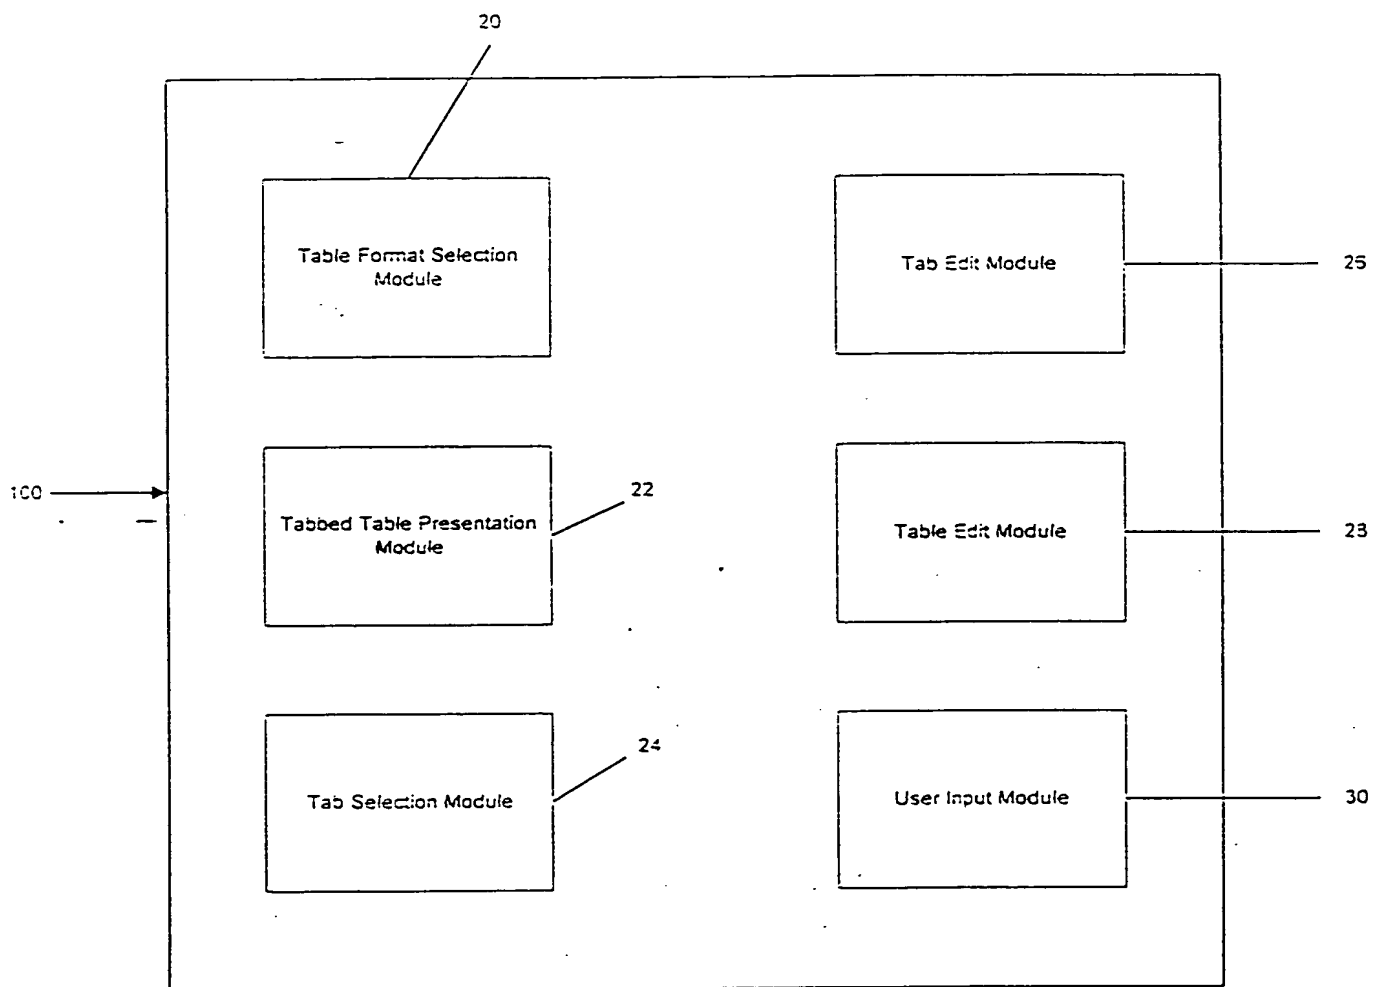 20
Table Format Selection
Module
Tab Edit Module
25
100
22
Tabbed Table Presentation
Module
Table Edit Module
23
24
Tab Selection Module
User Input Module
30